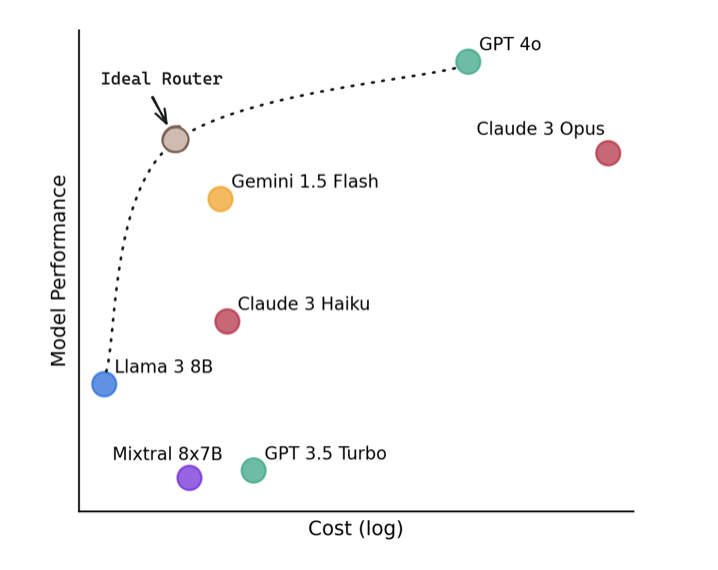 GPT 4o
Ideal Router
Claude 3 Opus
Gemini 1.5 Flash
Claude 3 Haiku
Llama 3 8B
Mixtral 8x7B
GPT 3.5 Turbo
Model Performance
Cost (log)